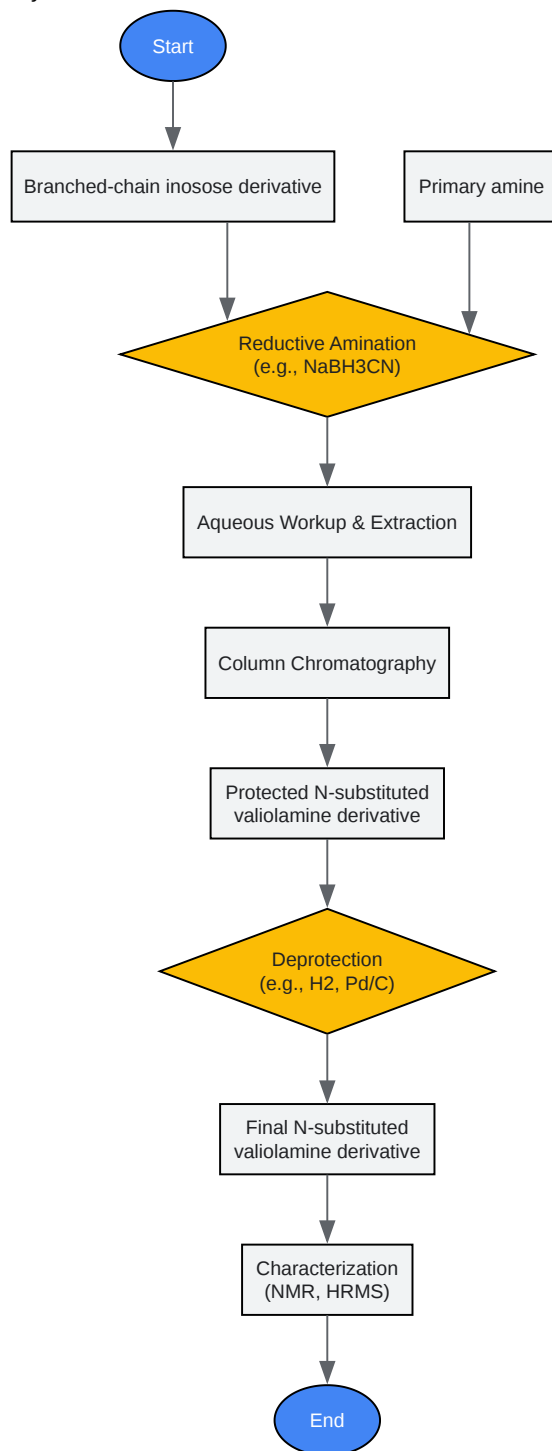 Start
Branched-chain inosose derivative
Primary amine
Reductive Amination
(e.g., NaBH3CN)
Aqueous Workup & Extraction
Column Chromatography
Protected N-substituted
valiolamine derivative
Deprotection
(e.g., H2, Pd/C)
Final N-substituted
valiolamine derivative
Characterization
(NMR, HRMS)
End